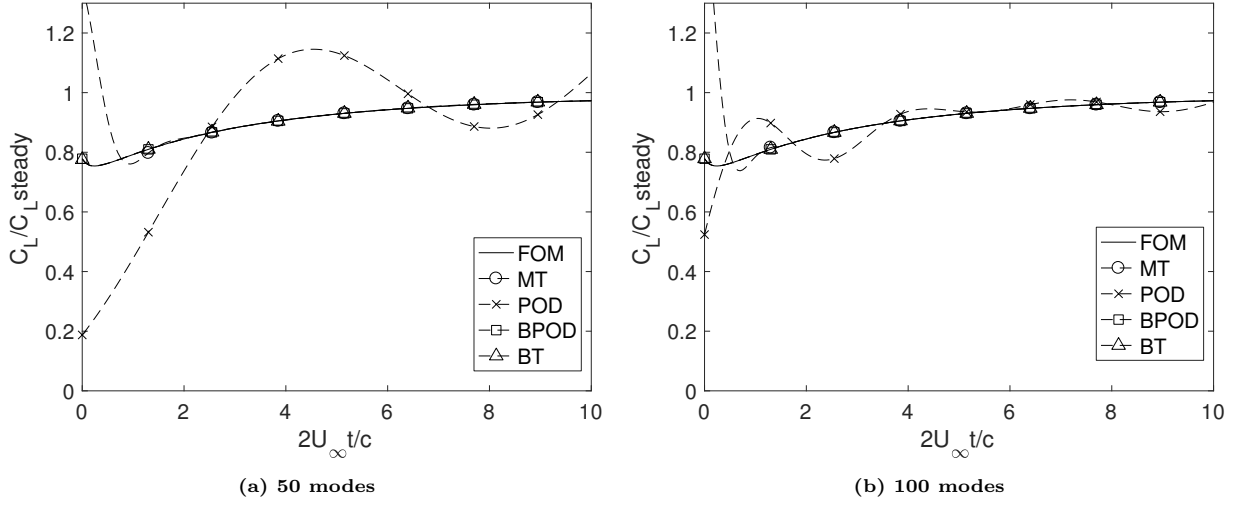 1.2
1
0.8
0.6
0.4
0.2
0
C_L/C_L steady
0 2 4 6 8 10
2U_∞t/c
FOM
MT
POD
BPOD
BT
(a) 50 modes
1.2
1
0.8
0.6
0.4
0.2
0
C_L/C_L steady
0 2 4 6 8 10
2U_∞t/c
FOM
MT
POD
BPOD
BT
(b) 100 modes